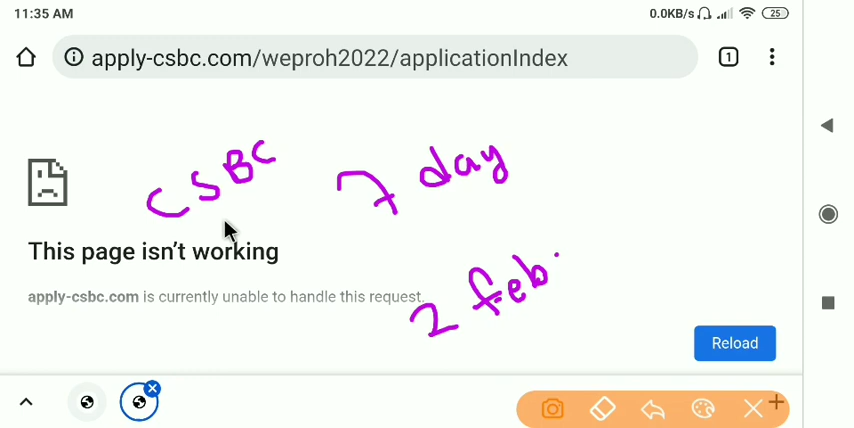 11:35 AM 0.0KB/s 25
apply-csbc.com/weproh2022/applicationIndex 1
CSBC 7 day
This page isn't working
apply-csbc.com is currently unable to handle this request.
2 feb.
Reload